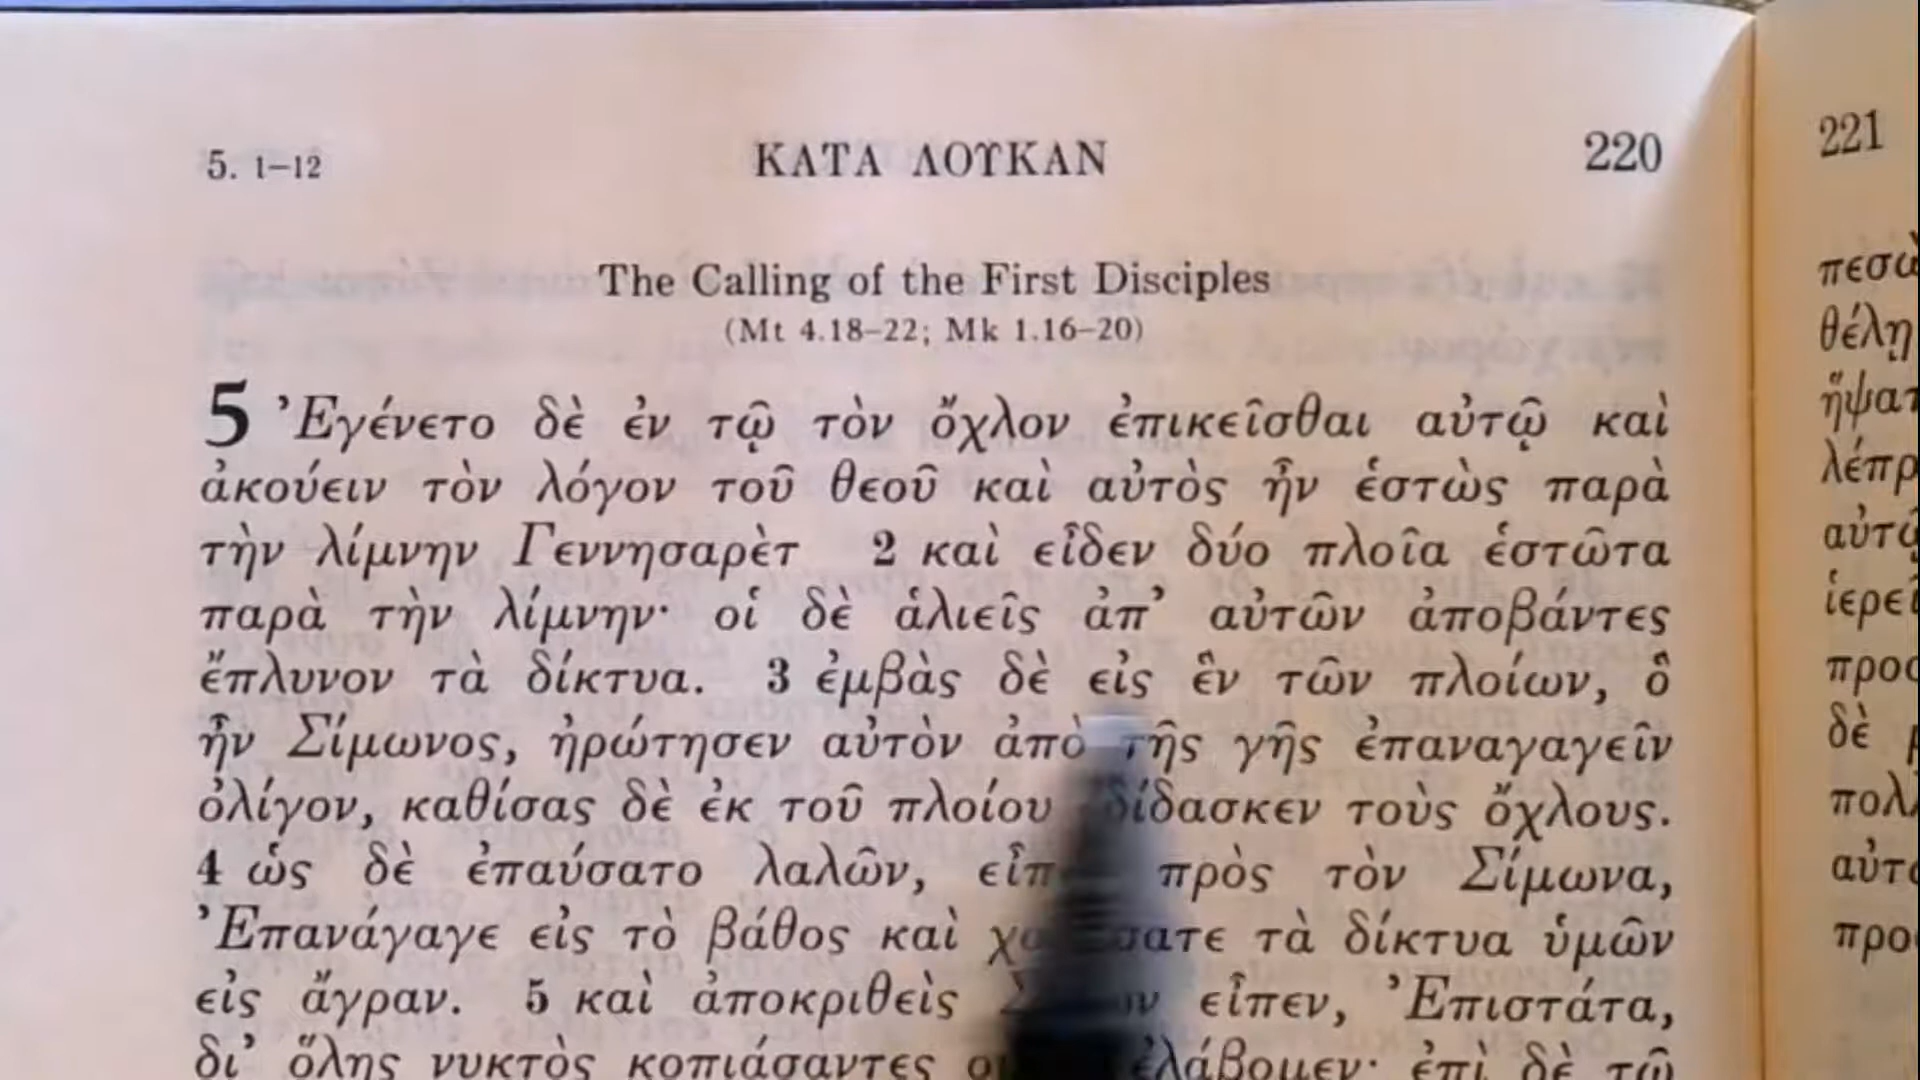 5. 1–12 ΚΑΤΑ ΛΟΥΚΑΝ 220
The Calling of the First Disciples
(Mt 4.18–22; Mk 1.16–20)
5 Ἐγένετο δὲ ἐν τῷ τὸν ὄχλον ἐπικεῖσθαι αὐτῷ καὶ
ἀκούειν τὸν λόγον τοῦ θεοῦ καὶ αὐτὸς ἦν ἑστὼς παρὰ
τὴν λίμνην Γεννησαρὲτ 2 καὶ εἶδεν δύο πλοῖα ἑστῶτα
παρὰ τὴν λίμνην· οἱ δὲ ἁλιεῖς ἀπ’ αὐτῶν ἀποβάντες
ἔπλυνον τὰ δίκτυα. 3 ἐμβὰς δὲ εἰς ἓν τῶν πλοίων, ὃ
ἦν Σίμωνος, ἠρώτησεν αὐτὸν ἀπὸ τῆς γῆς ἐπαναγαγεῖν
ὀλίγον, καθίσας δὲ ἐκ τοῦ πλοίου τοὺς ὄχλους.
4 ὡς δὲ ἐπαύσατο λαλῶν, πρὸς τὸν Σίμωνα,
Ἐπανάγαγε εἰς τὸ βάθος καὶ τὰ δίκτυα ὑμῶν
εἰς ἄγραν. 5 καὶ ἀποκριθεὶς εἶπεν, Ἐπιστάτα,
δι’ ὅλης νυκτὸς κοπιάσαντες ἐλάβομεν· ἐπὶ δὲ τῷ
221
δὲ